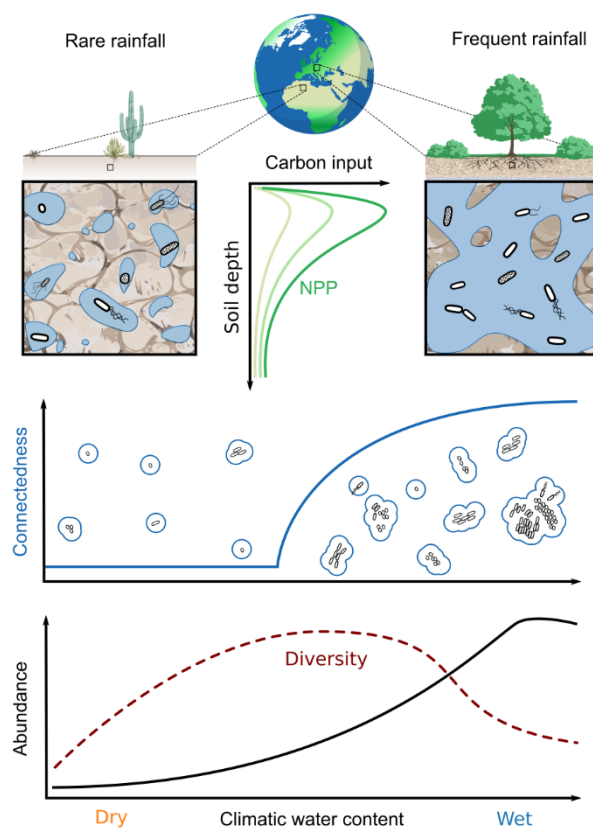 Rare rainfall
Frequent rainfall
Carbon input
Soil depth
NPP
Connectedness
Diversity
Abundance
Dry
Climatic water content
Wet